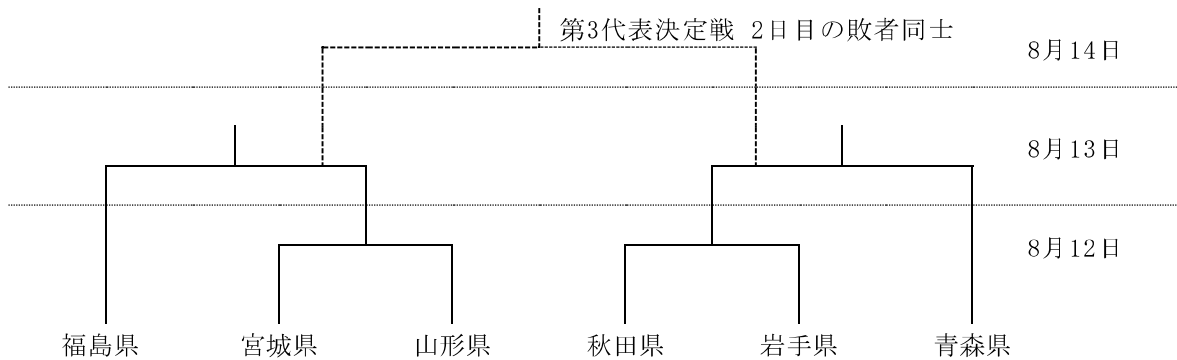 第3代表決定戦 2日目の敗者同士
8月14日
8月13日
8月12日
福島県 宮城県 山形県 秋田県 岩手県 青森県